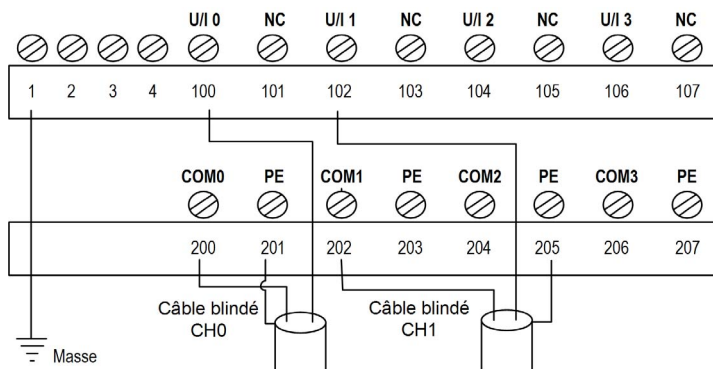 U/I 0 NC U/I 1 NC U/I 2 NC U/I 3 NC
1 2 3 4 100 101 102 103 104 105 106 107
COM0 PE COM1 PE COM2 PE COM3 PE
200 201 202 203 204 205 206 207
Câble blindé
CH0
Câble blindé
CH1
Masse